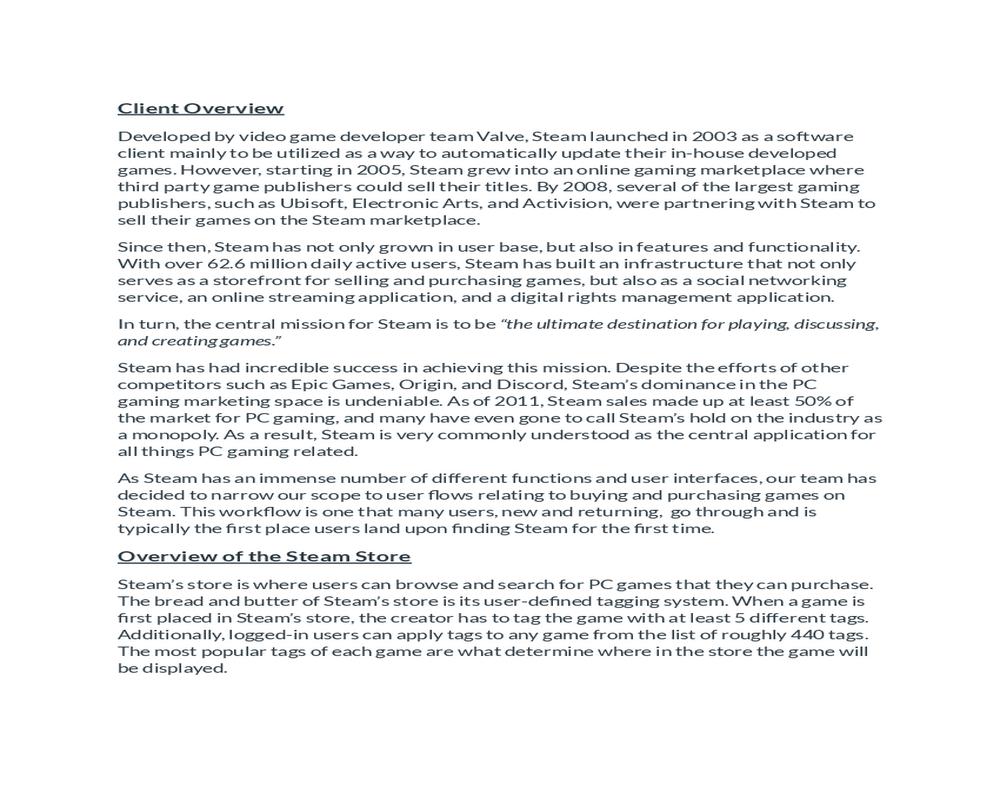 Client Overview
Developed by video game developer team Valve, Steam launched in 2003 as a software
client mainly to be utilized as a way to automatically update their in-house developed
games. However, starting in 2005, Steam grew into an online gaming marketplace where
third party game publishers could sell their titles. By 2008, several of the largest gaming
publishers, such as Ubisoft, Electronic Arts, and Activision, were partnering with Steam to
sell their games on the Steam marketplace.
Since then, Steam has not only grown in user base, but also in features and functionality.
With over 62.6 million daily active users, Steam has built an infrastructure that not only
serves as a storefront for selling and purchasing games, but also as a social networking
service, an online streaming application, and a digital rights management application.
In turn, the central mission for Steam is to be “the ultimate destination for playing, discussing,
and creating games.”
Steam has had incredible success in achieving this mission. Despite the efforts of other
competitors such as Epic Games, Origin, and Discord, Steam’s dominance in the PC
gaming marketing space is undeniable. As of 2011, Steam sales made up at least 50% of
the market for PC gaming, and many have even gone to call Steam’s hold on the industry as
a monopoly. As a result, Steam is very commonly understood as the central application for
all things PC gaming related.
As Steam has an immense number of different functions and user interfaces, our team has
decided to narrow our scope to user flows relating to buying and purchasing games on
Steam. This workflow is one that many users, new and returning, go through and is
typically the first place users land upon finding Steam for the first time.
Overview of the Steam Store
Steam’s store is where users can browse and search for PC games that they can purchase.
The bread and butter of Steam’s store is its user-defined tagging system. When a game is
first placed in Steam’s store, the creator has to tag the game with at least 5 different tags.
Additionally, logged-in users can apply tags to any game from the list of roughly 440 tags.
The most popular tags of each game are what determine where in the store the game will
be displayed.